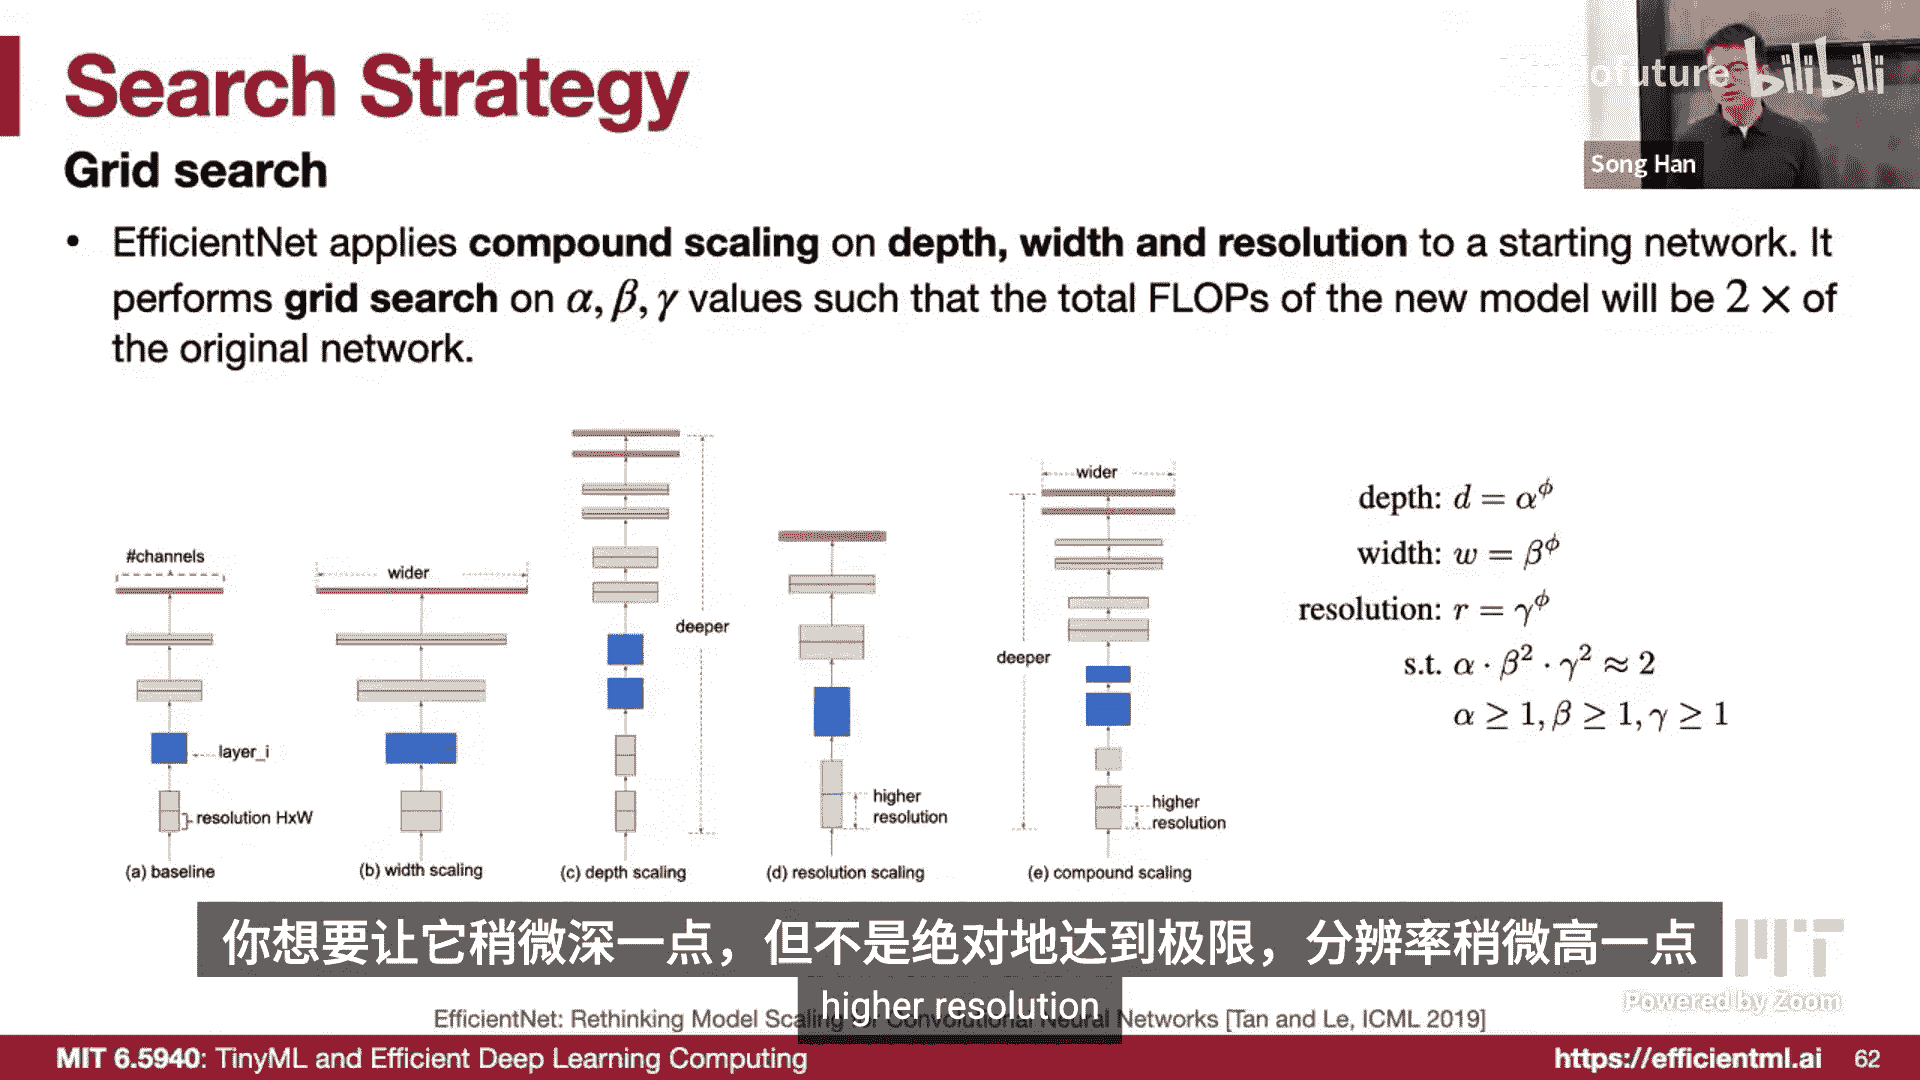 Search Strategy
ofuture bilibili
Song Han
Grid search
• EfficientNet applies compound scaling on depth, width and resolution to a starting network. It
performs grid search on α, β, γ values such that the total FLOPs of the new model will be 2 × of
the original network.
#channels
layer_i
resolution HxW
(a) baseline
wider
(b) width scaling
deeper
(c) depth scaling
higher
resolution
(d) resolution scaling
wider
deeper
higher
resolution
(e) compound scaling
depth: d = α^ϕ
width: w = β^ϕ
resolution: r = γ^ϕ
s.t. α · β² · γ² ≈ 2
α ≥ 1, β ≥ 1, γ ≥ 1
你想要让它稍微深一点，但不是绝对地达到极限，分辨率稍微高一点
higher resolution
MIT
Powered by Zoom
EfficientNet: Rethinking Model Scaling for Convolutional Neural Networks [Tan and Le, ICML 2019]
MIT 6.5940: TinyML and Efficient Deep Learning Computing
https://efficientml.ai
62